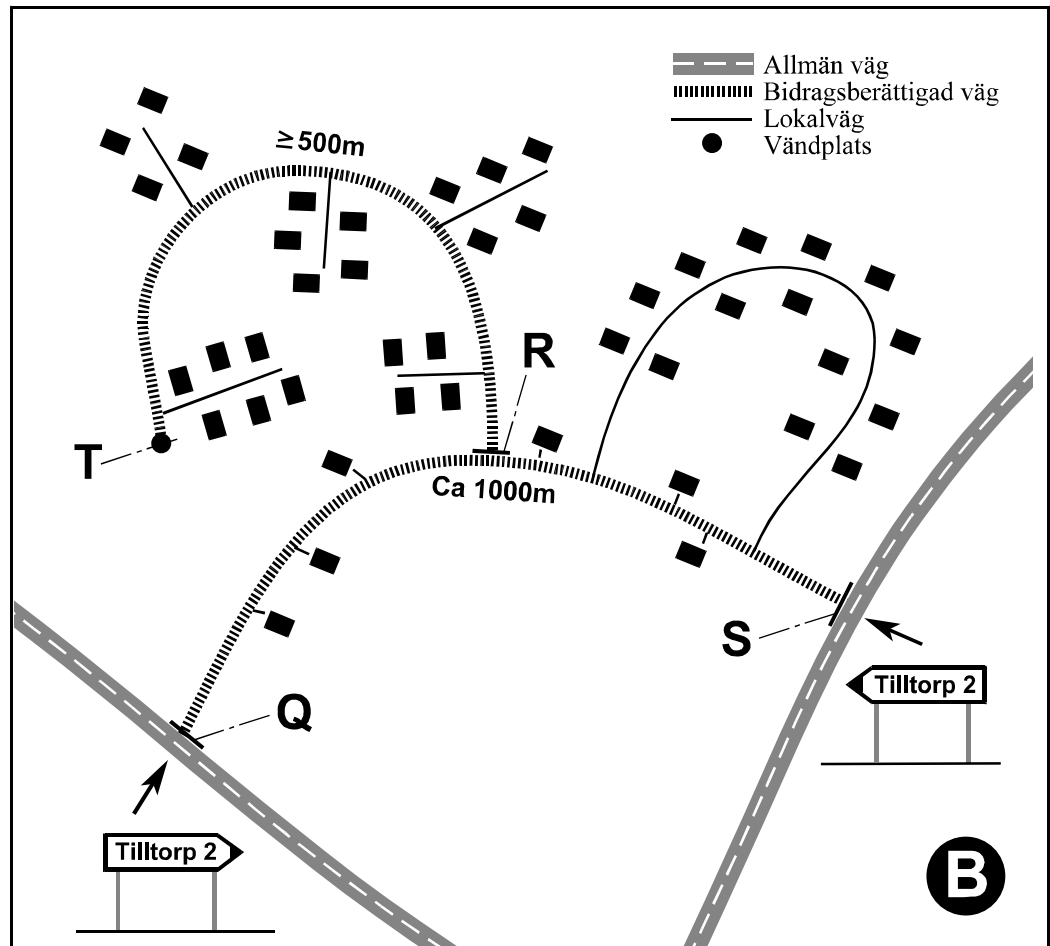 Allmän väg
Bidragsberättigad väg
Lokalväg
Vändplats
≥500m
R
T
Ca 1000m
S
Q
Tilltorp 2
Tilltorp 2
B